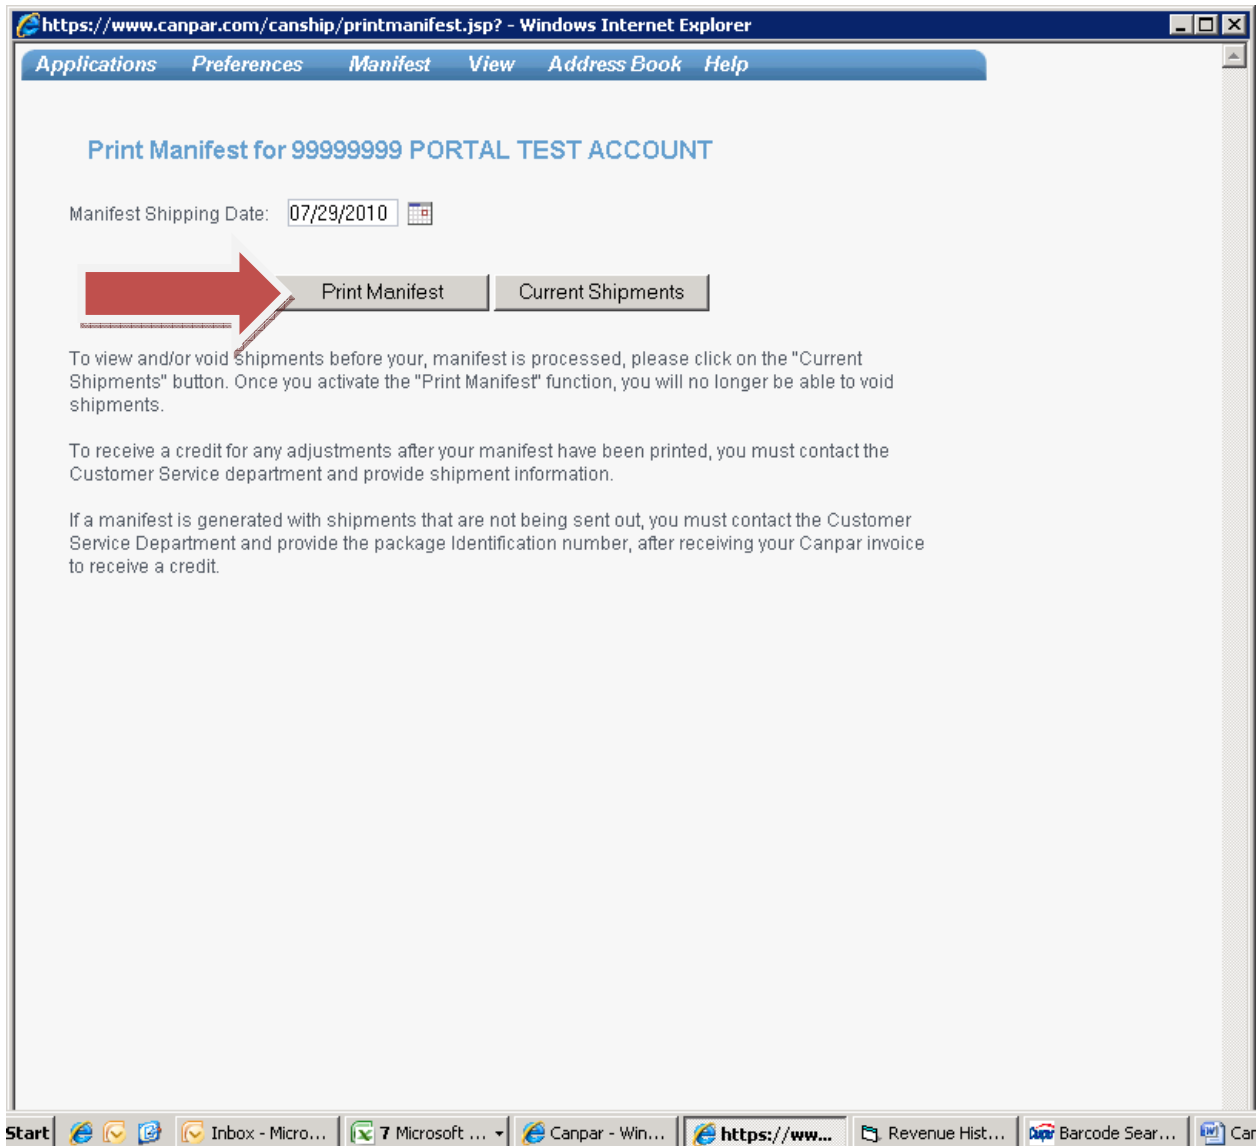 https://www.canpar.com/canship/printmanifest.jsp? - Windows Internet Explorer
Applications Preferences Manifest View Address Book Help
Print Manifest for 99999999 PORTAL TEST ACCOUNT
Manifest Shipping Date: 07/29/2010
Print Manifest Current Shipments
To view and/or void shipments before your, manifest is processed, please click on the "Current
Shipments" button. Once you activate the "Print Manifest" function, you will no longer be able to void
shipments.
To receive a credit for any adjustments after your manifest have been printed, you must contact the
Customer Service department and provide shipment information.
If a manifest is generated with shipments that are not being sent out, you must contact the Customer
Service Department and provide the package Identification number, after receiving your Canpar invoice
to receive a credit.
Start Inbox - Micro... 7 Microsoft ... Canpar - Win... https://ww... Revenue Hist... Barcode Sear... Ca